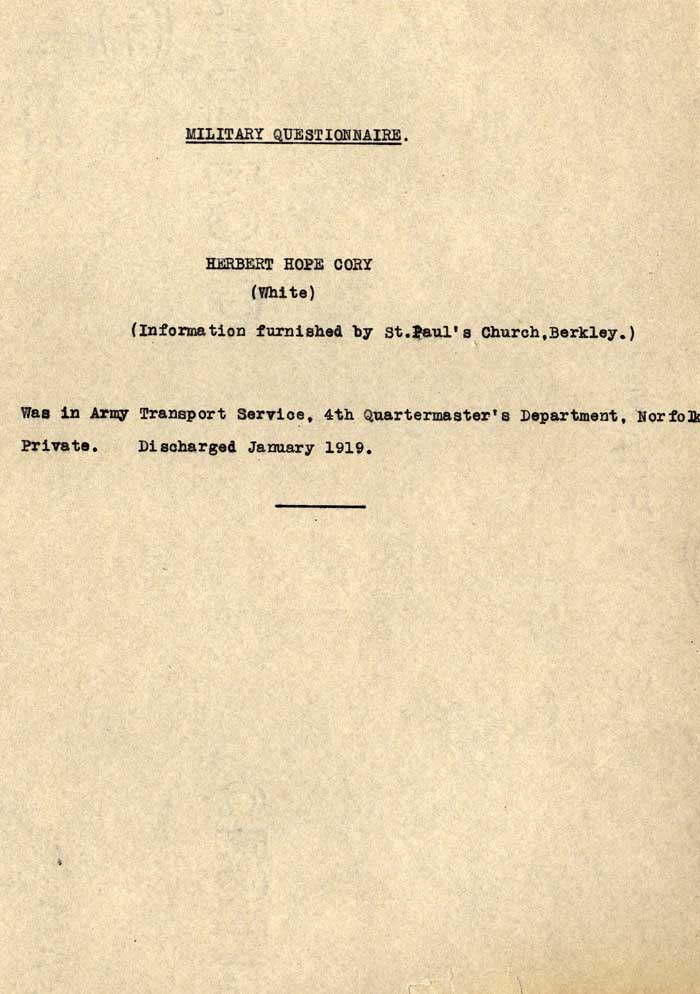 MILITARY QUESTIONNAIRE.
HERBERT HOPE CORY
(White)
(Information furnished by St.Paul's Church,Berkley.)
Was in Army Transport Service, 4th Quartermaster's Department, Norfolk
Private. Discharged January 1919.